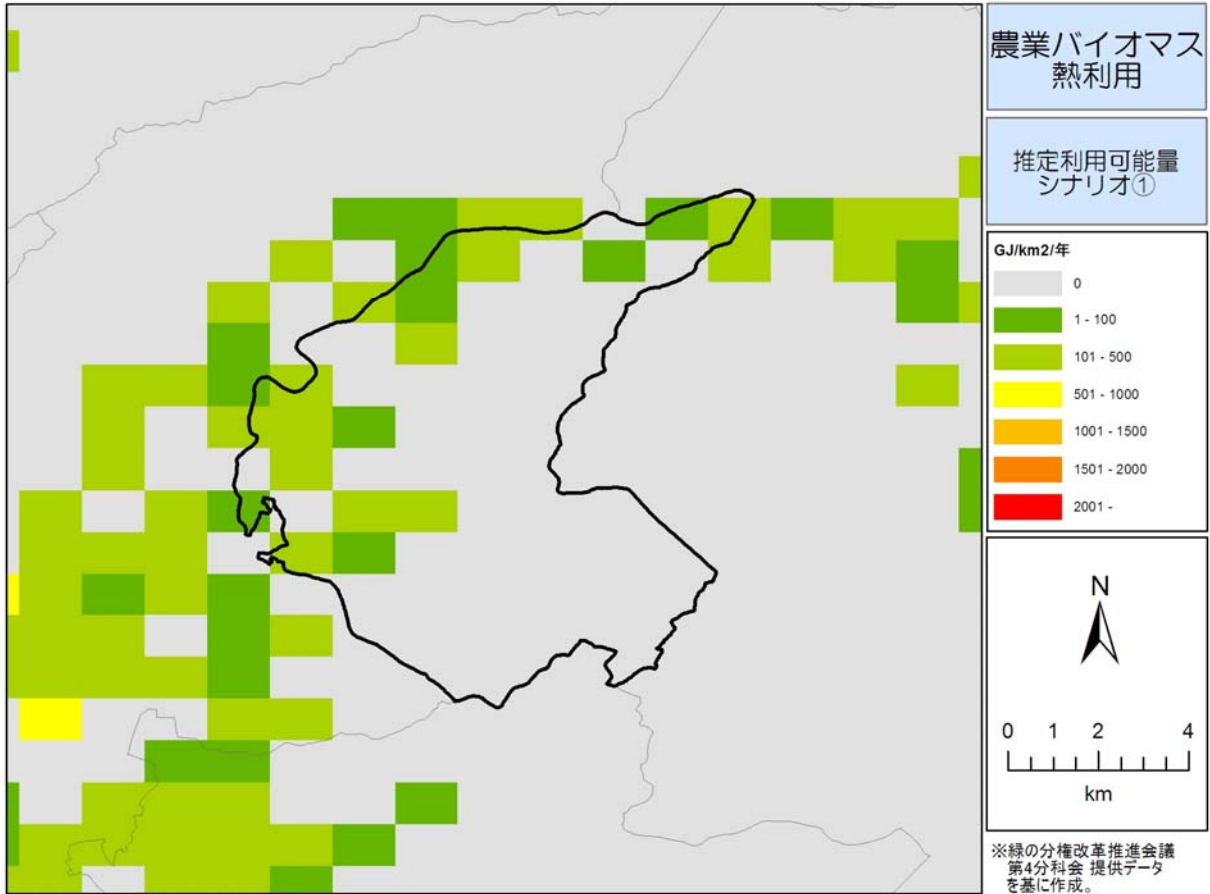 農業バイオマス
熱利用
推定利用可能量
シナリオ①
GJ/km2/年
0
1 - 100
101 - 500
501 - 1000
1001 - 1500
1501 - 2000
2001 -
N
0 1 2 4
km
※緑の分権改革推進会議
第4分科会 提供データ
を基に作成。